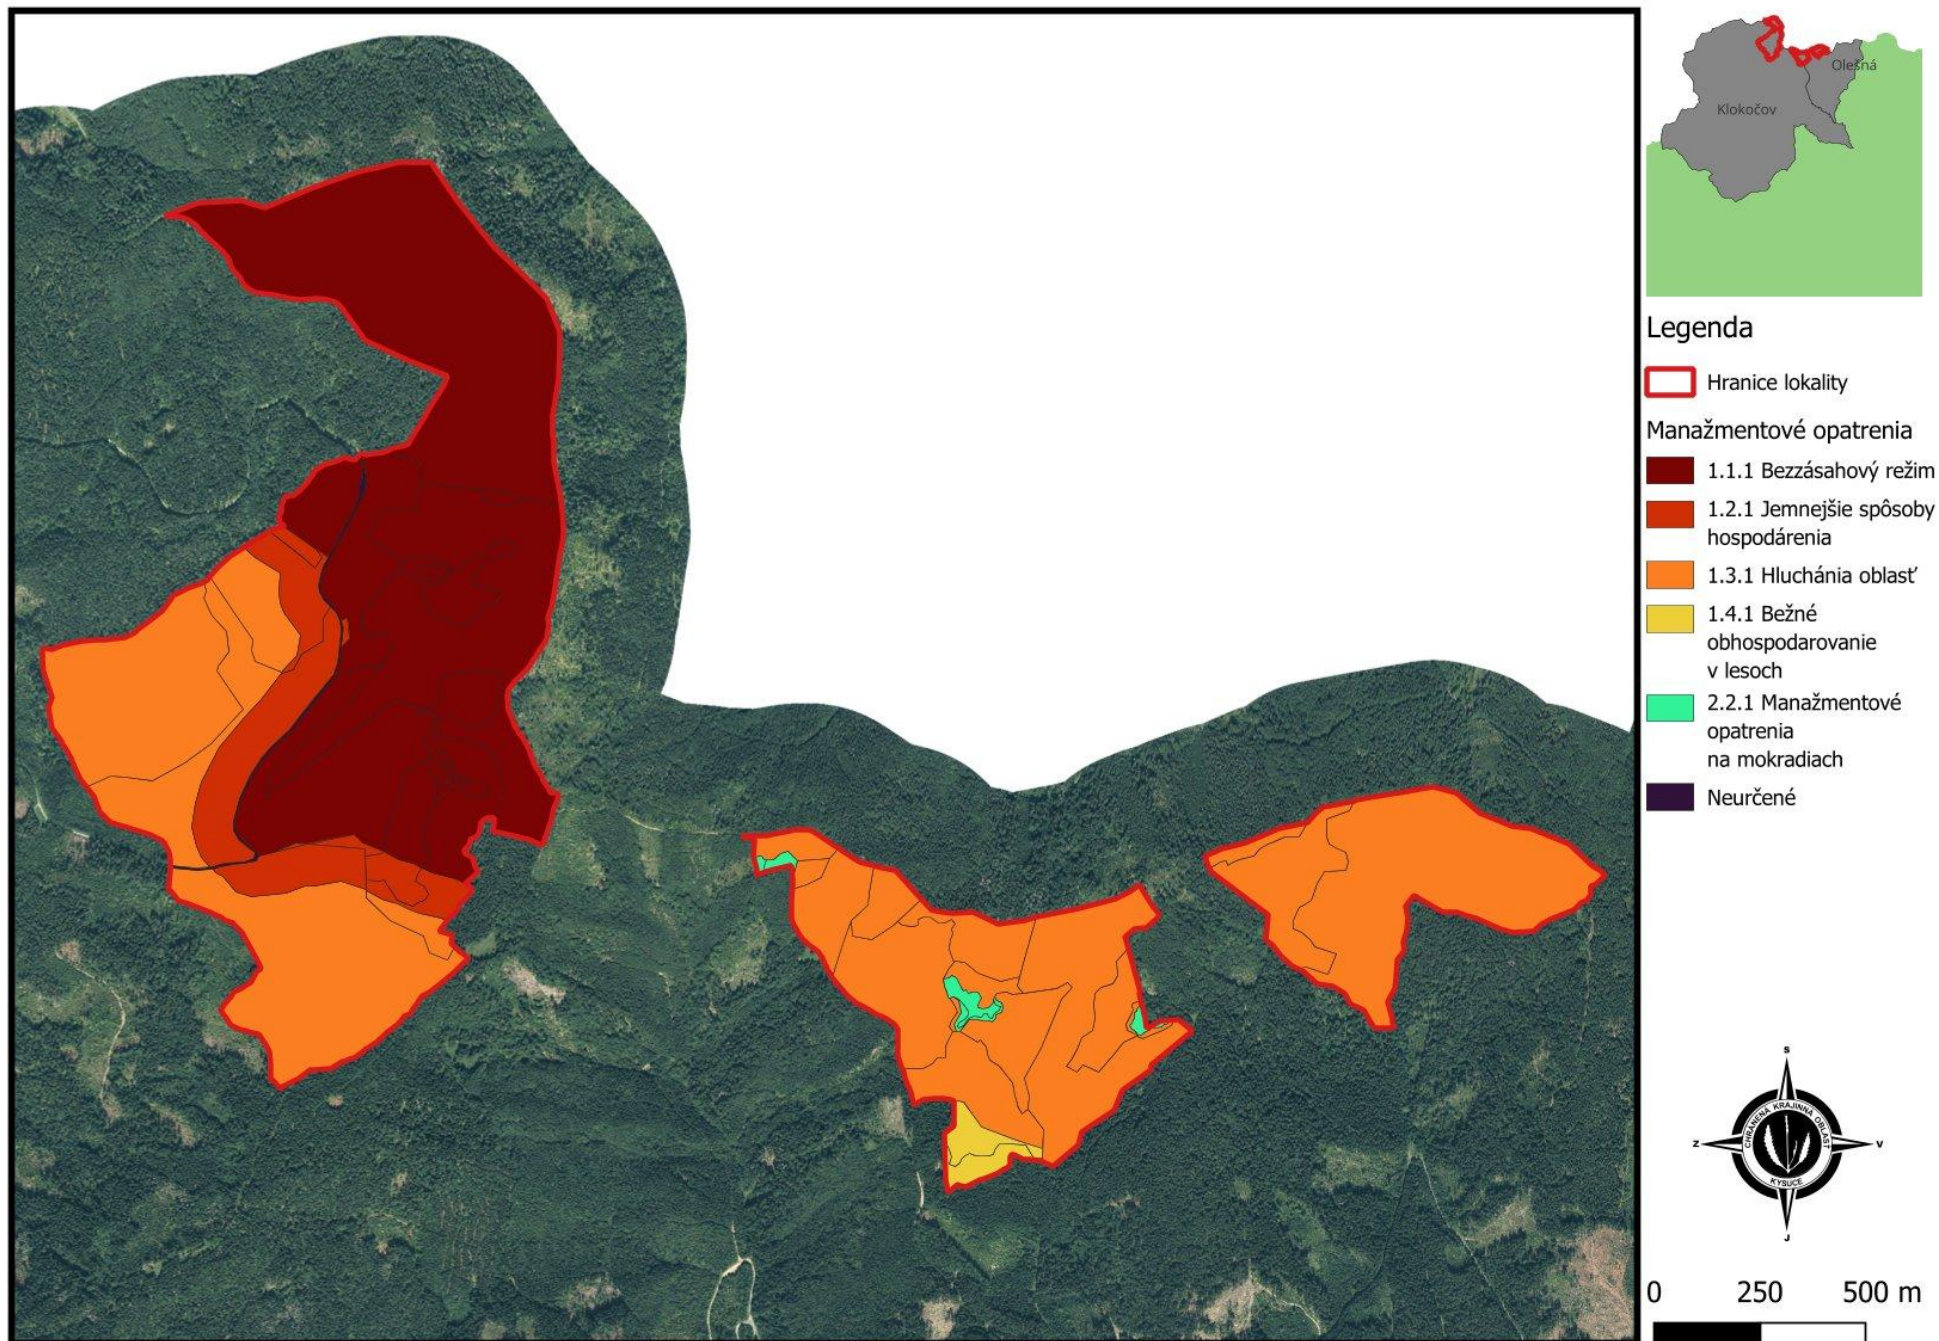 Olešná
Klokočov
Legenda
Hranice lokality
Manažmentové opatrenia
1.1.1 Bezzásahový režim
1.2.1 Jemnejšie spôsoby
hospodárenia
1.3.1 Hlucháňia oblasť
1.4.1 Bežné
obhospodarovanie
v lesoch
2.2.1 Manažmentové
opatrenia
na mokradiach
Neurčené
S
CHRÁNENÁ KRAJINNÁ OBLASŤ
Z
V
KYSUCE
J
0 250 500 m